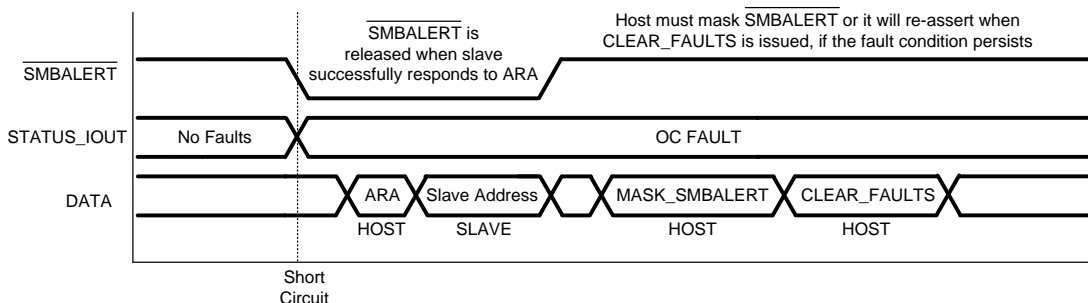 SMBALERT is
released when slave
successfully responds to ARA
Host must mask SMBALERT or it will re-assert when
CLEAR_FAULTS is issued, if the fault condition persists
SMBALERT
STATUS_IOUT
No Faults
OC FAULT
DATA
ARA
Slave Address
MASK_SMBALERT
CLEAR_FAULTS
HOST
SLAVE
HOST
HOST
Short
Circuit